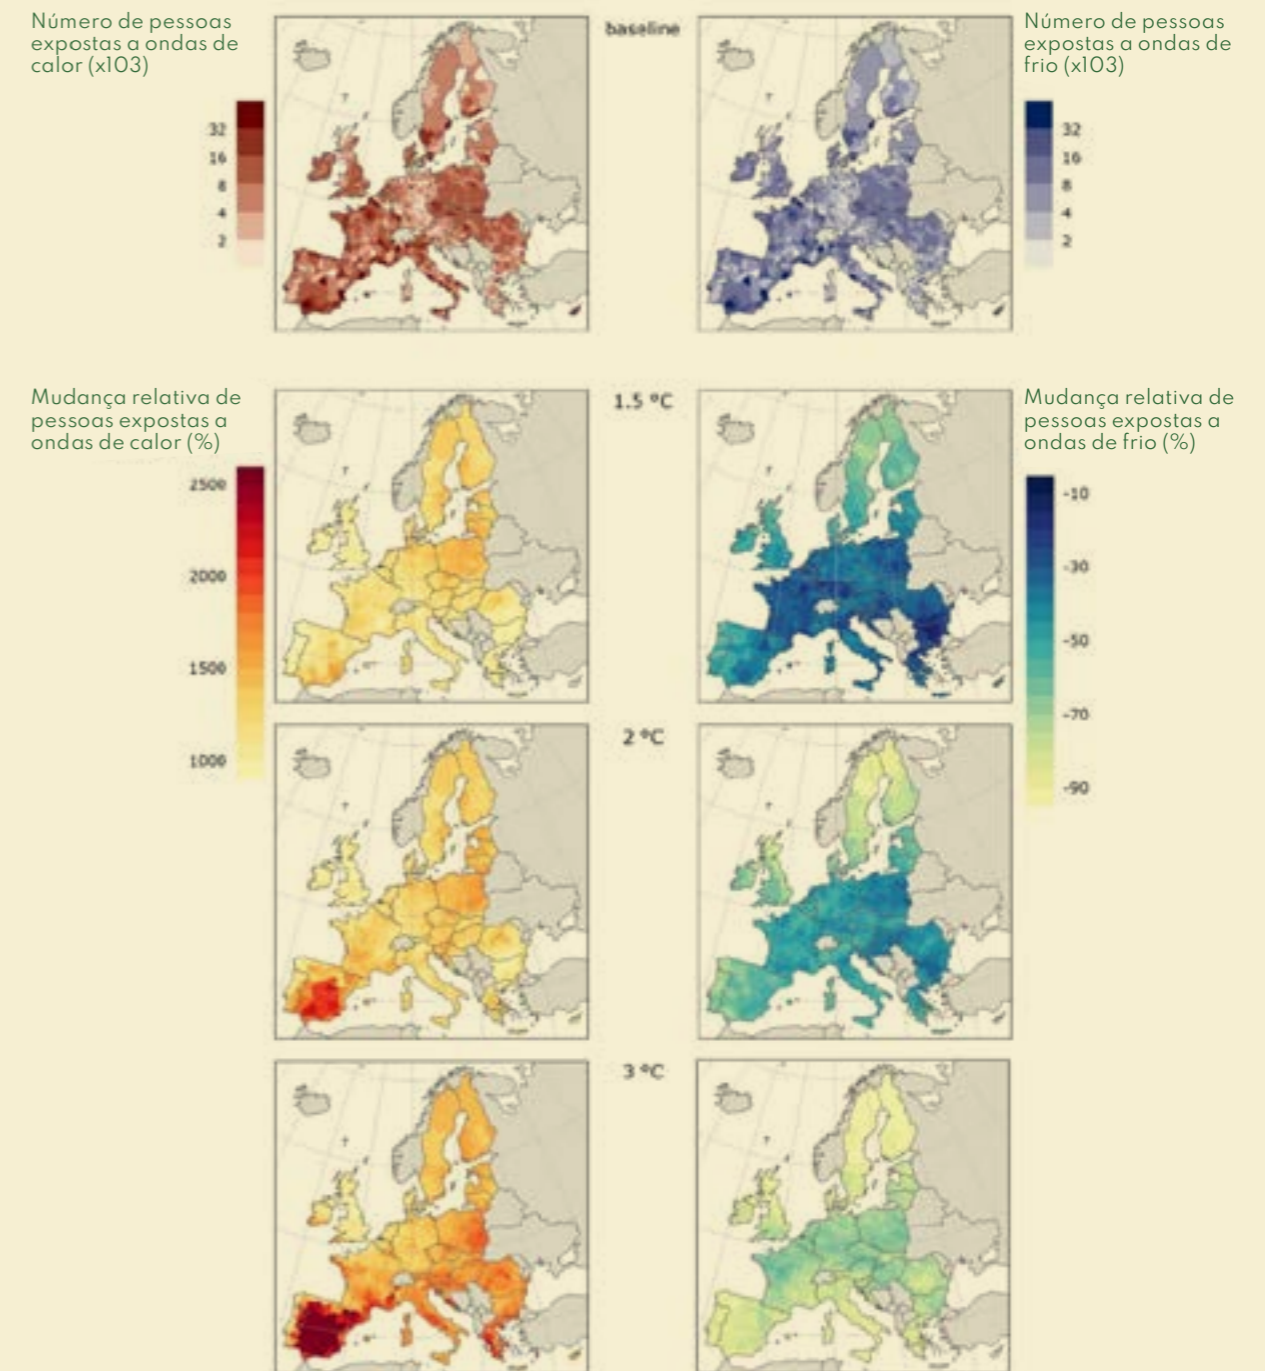 Número de pessoas
expostas a ondas de
calor (x103)
32
16
8
4
2
baseline
Número de pessoas
expostas a ondas de
frio (x103)
32
16
8
4
2
Mudança relativa de
pessoas expostas a
ondas de calor (%)
2500
2000
1500
1000
1.5 °C
Mudança relativa de
pessoas expostas a
ondas de frio (%)
-10
-30
-50
-70
-90
2 °C
3 °C